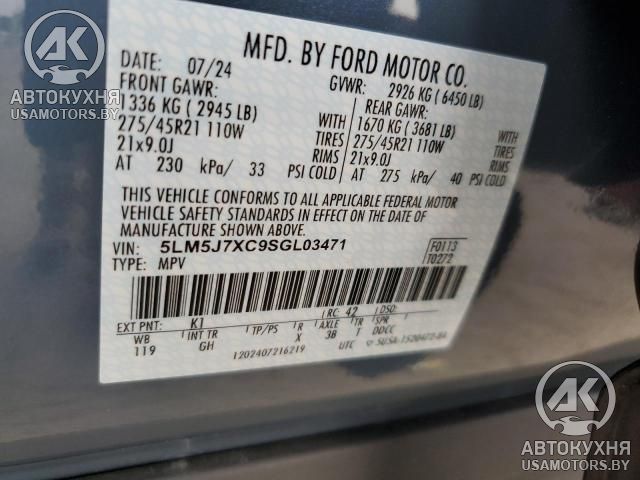 AK
АВТОКУХНЯ
USAMOTORS.BY
MFD. BY FORD MOTOR CO.
DATE: 07/24
GVWR: 2926 KG ( 6450 LB)
FRONT GAWR:
REAR GAWR:
1336 KG ( 2945 LB)
WITH
1670 KG ( 3681 LB)
WITH
275/45R21 110W
TIRES
275/45R21 110W
TIRES
21x9.0J
RIMS
21x9.0J
RIMS
AT 230 kPa/ 33 PSI COLD
AT 275 kPa/ 40 PSI COLD
THIS VEHICLE CONFORMS TO ALL APPLICABLE FEDERAL MOTOR
VEHICLE SAFETY STANDARDS IN EFFECT ON THE DATE OF
MANUFACTURE SHOWN ABOVE.
VIN: 5LM5J7XC9SGL03471
F0113
TYPE: MPV
T0272
RC: 42 DSO:
EXT PNT: K1
WB INT TR TP/PS R AXLE TR SPR
119 GH X 3B T DDCC
1202407216219
UTC
AK
АВТОКУХНЯ
USAMOTORS.BY